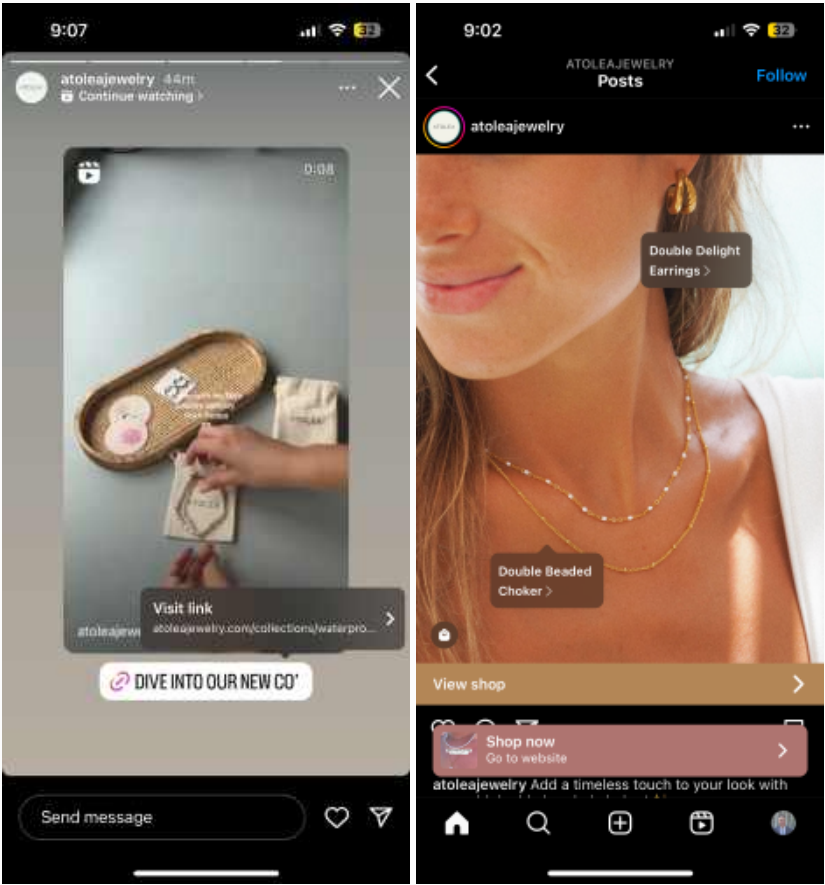 9:07
32
atoleajewelry 44m
Continue watching >
0:08
Visit link
atoleajewelry.com/collections/waterpro...
atoleajewe
DIVE INTO OUR NEW CO'
Send message
9:02
32
ATOLEAJEWELRY
Posts
Follow
atoleajewelry
Double Delight
Earrings >
Double Beaded
Choker >
View shop
Shop now
Go to website
atoleajewelry Add a timeless touch to your look with